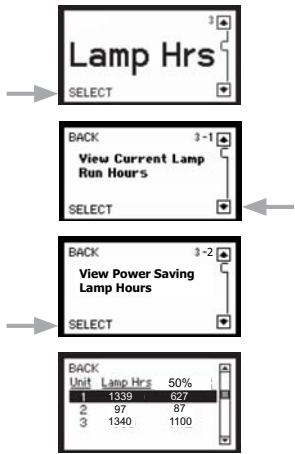 3
Lamp Hrs
SELECT
BACK 3-1
View Current Lamp
Run Hours
SELECT
BACK 3-2
View Power Saving
Lamp Hours
SELECT
BACK
Unit Lamp Hrs 50%
1 1339 627
2 97 87
3 1340 1100